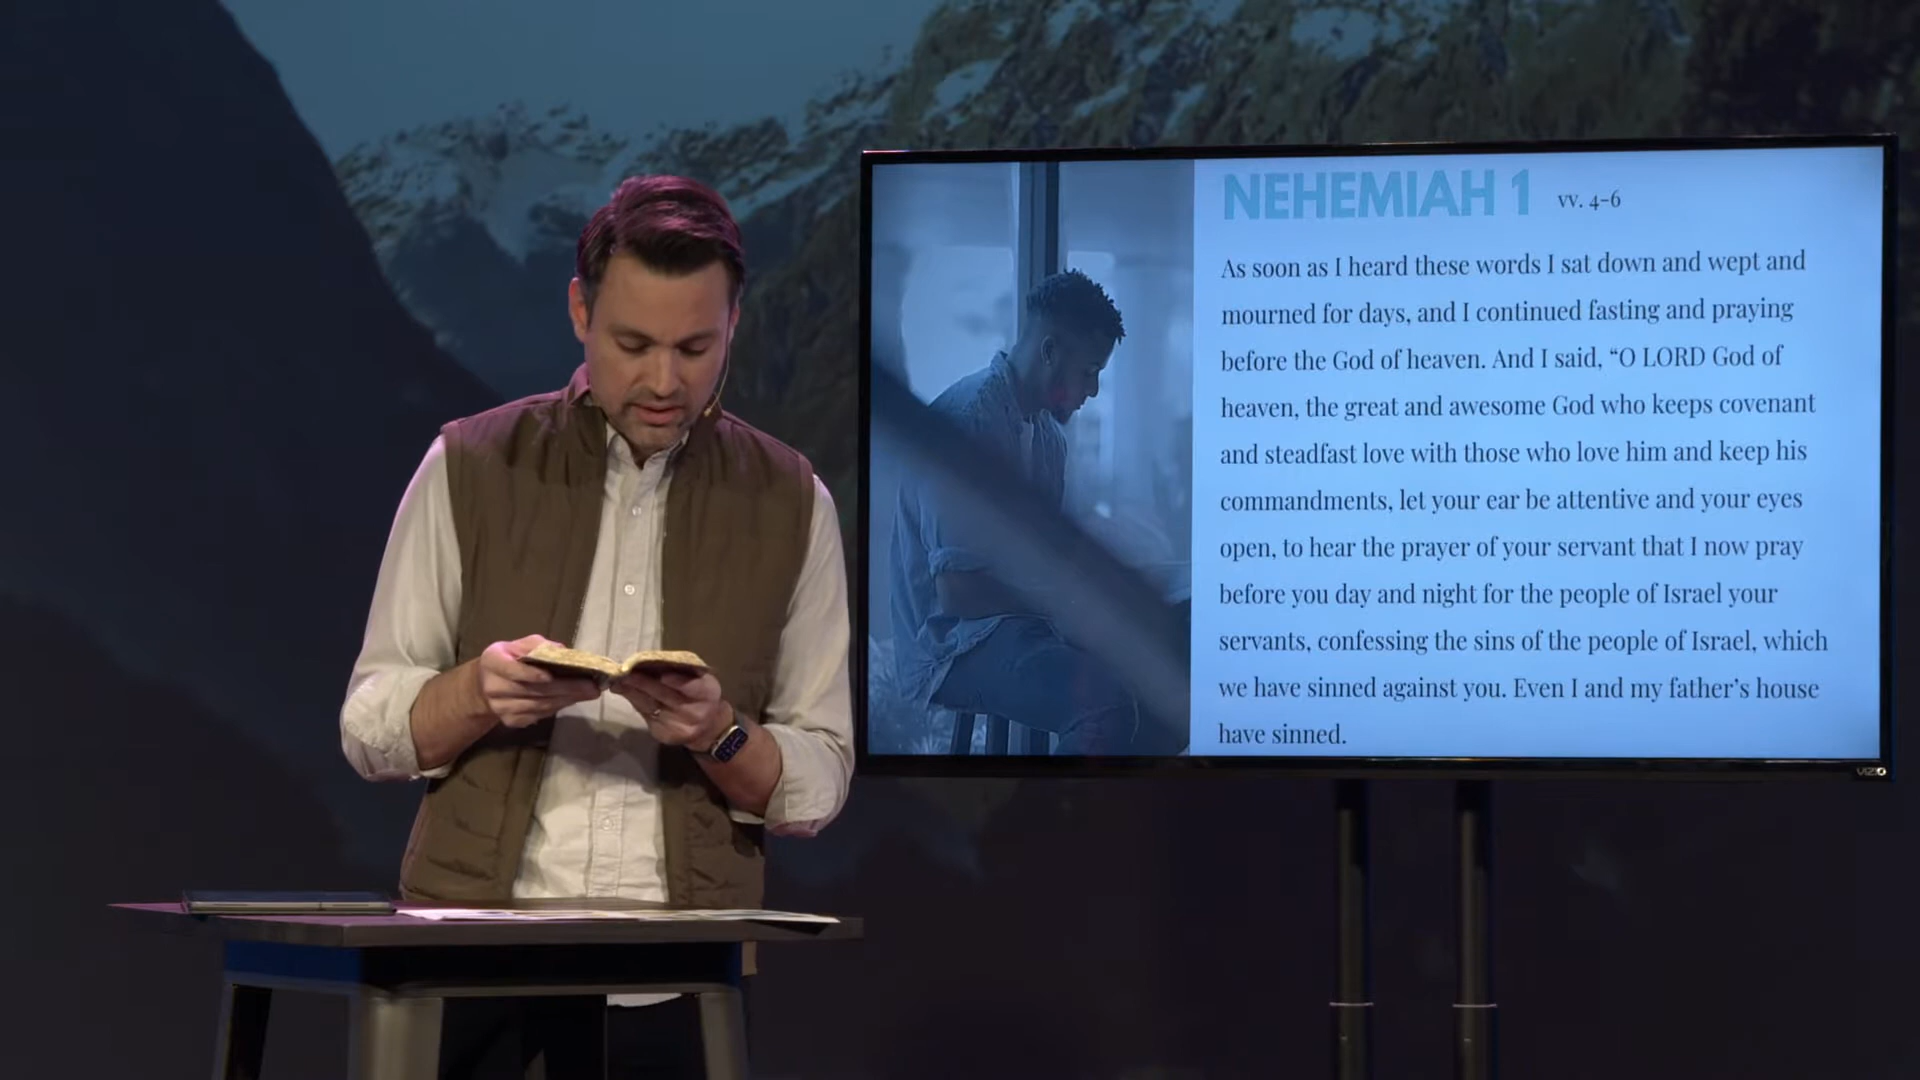 NEHEMIAH 1 vv. 4-6
As soon as I heard these words I sat down and wept and
mourned for days, and I continued fasting and praying
before the God of heaven. And I said, “O LORD God of
heaven, the great and awesome God who keeps covenant
and steadfast love with those who love him and keep his
commandments, let your ear be attentive and your eyes
open, to hear the prayer of your servant that I now pray
before you day and night for the people of Israel your
servants, confessing the sins of the people of Israel, which
we have sinned against you. Even I and my father’s house
have sinned.
VIZIO